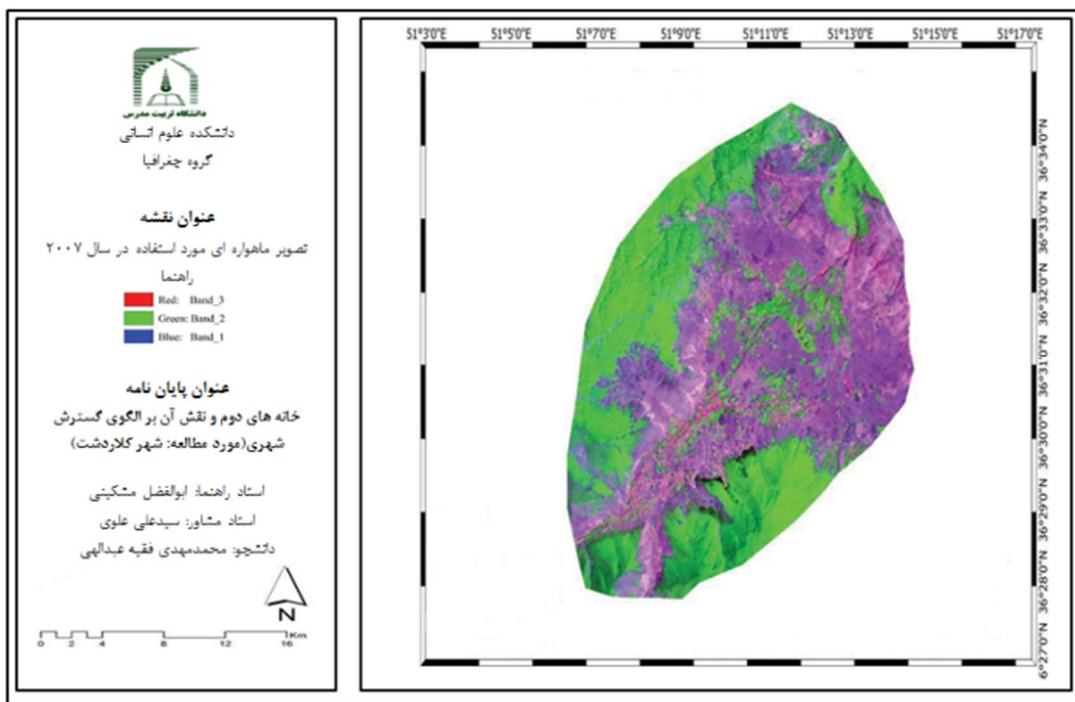 دانشگاه تربیت مدرس
دانشکده علوم انسانی
گروه جغرافیا
عنوان نقشه
تصویر ماهواره ای مورد استفاده در سال ۲۰۰۷
راهنما
Red: Band_3
Green: Band_2
Blue: Band_1
عنوان پایان نامه
خانه های دوم و نقش آن بر الگوی گسترش
شهری(مورد مطالعه: شهر کلاردشت)
استاد راهنما: ابوالفضل مشکینی
استاد مشاور: سیدعلی علوی
دانشجو: محمدمهدی فقیه عبدالهی
N
0 2 4 8 12 16 Km
51°3'0"E 51°5'0"E 51°7'0"E 51°9'0"E 51°11'0"E 51°13'0"E 51°15'0"E 51°17'0"E
36°34'0"N
36°33'0"N
36°32'0"N
36°31'0"N
36°30'0"N
36°29'0"N
36°28'0"N
6°27'0"N